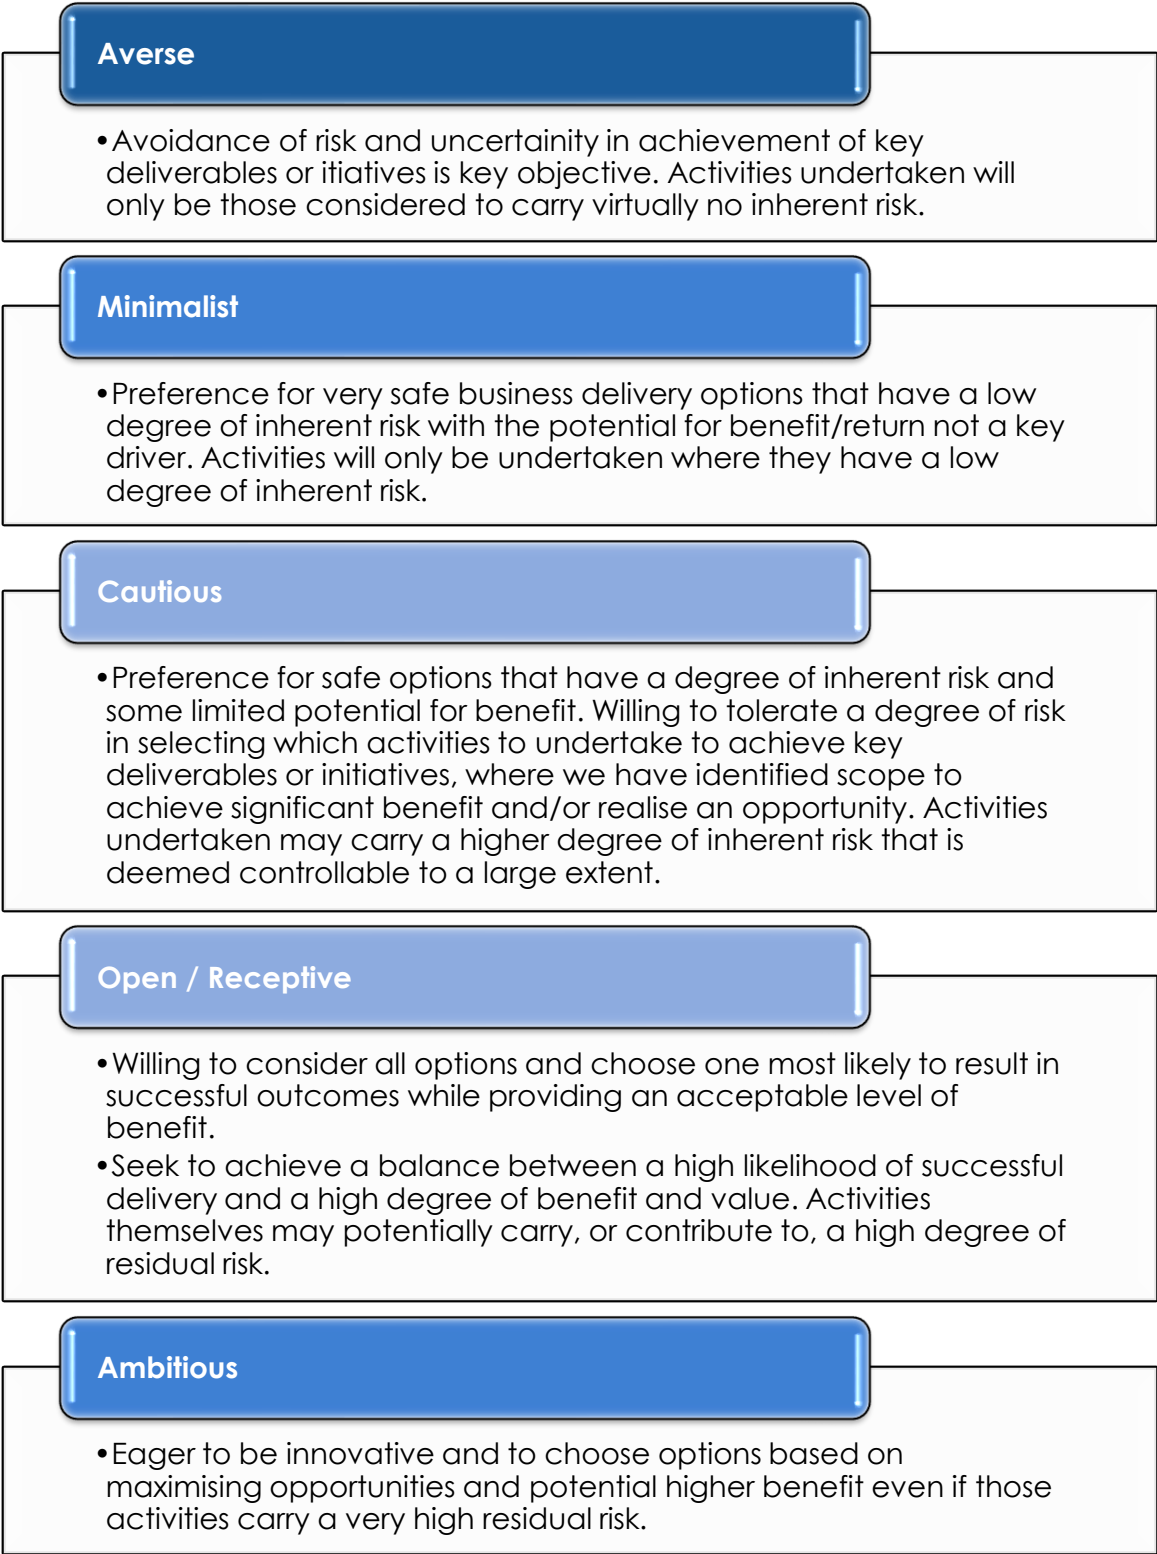 Averse
•Avoidance of risk and uncertainity in achievement of key
deliverables or itiatives is key objective. Activities undertaken will
only be those considered to carry virtually no inherent risk.
Minimalist
•Preference for very safe business delivery options that have a low
degree of inherent risk with the potential for benefit/return not a key
driver. Activities will only be undertaken where they have a low
degree of inherent risk.
Cautious
•Preference for safe options that have a degree of inherent risk and
some limited potential for benefit. Willing to tolerate a degree of risk
in selecting which activities to undertake to achieve key
deliverables or initiatives, where we have identified scope to
achieve significant benefit and/or realise an opportunity. Activities
undertaken may carry a higher degree of inherent risk that is
deemed controllable to a large extent.
Open / Receptive
•Willing to consider all options and choose one most likely to result in
successful outcomes while providing an acceptable level of
benefit.
•Seek to achieve a balance between a high likelihood of successful
delivery and a high degree of benefit and value. Activities
themselves may potentially carry, or contribute to, a high degree of
residual risk.
Ambitious
•Eager to be innovative and to choose options based on
maximising opportunities and potential higher benefit even if those
activities carry a very high residual risk.